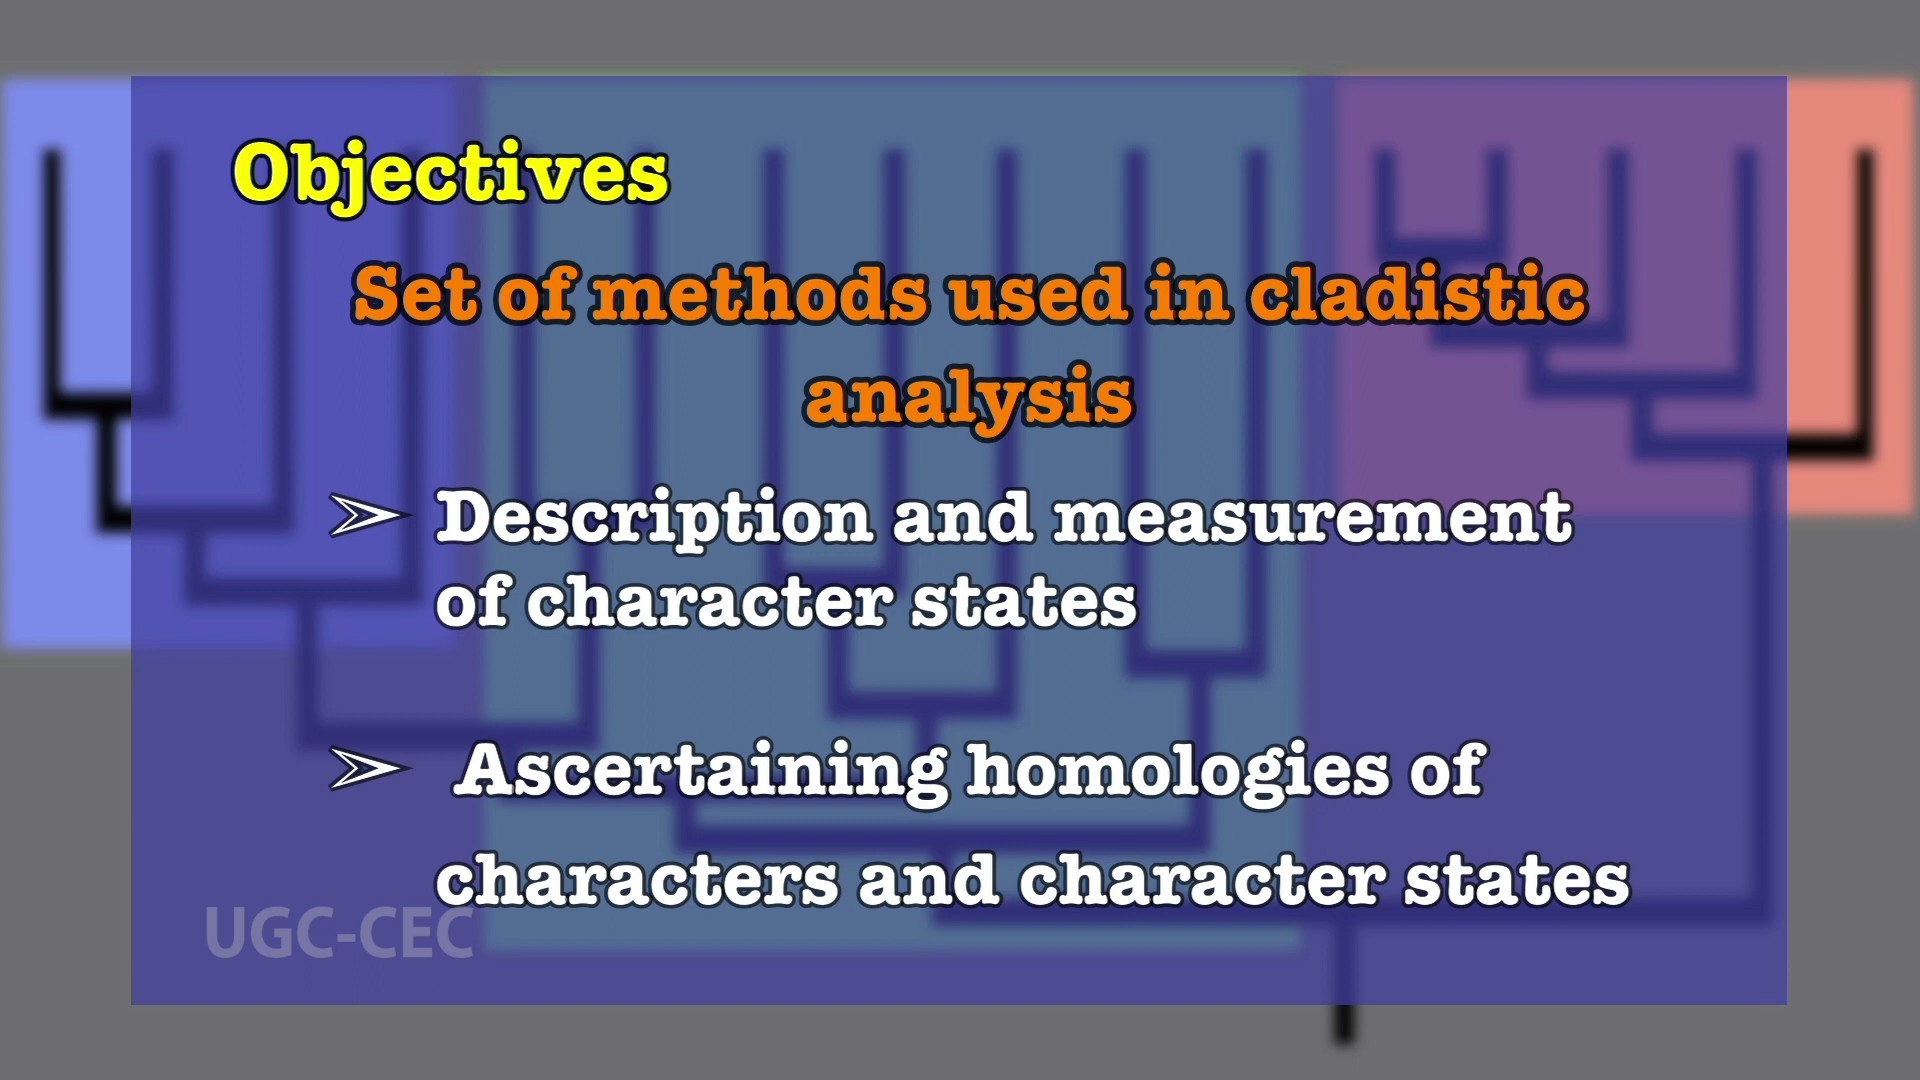 Objectives
Set of methods used in cladistic
analysis
➢ Description and measurement
of character states
➢ Ascertaining homologies of
characters and character states
UGC-CEC